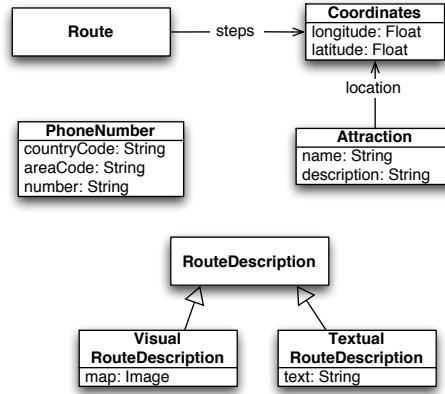 Route
steps
Coordinates
longitude: Float
latitude: Float
location
PhoneNumber
countryCode: String
areaCode: String
number: String
Attraction
name: String
description: String
RouteDescription
Visual
RouteDescription
map: Image
Textual
RouteDescription
text: String